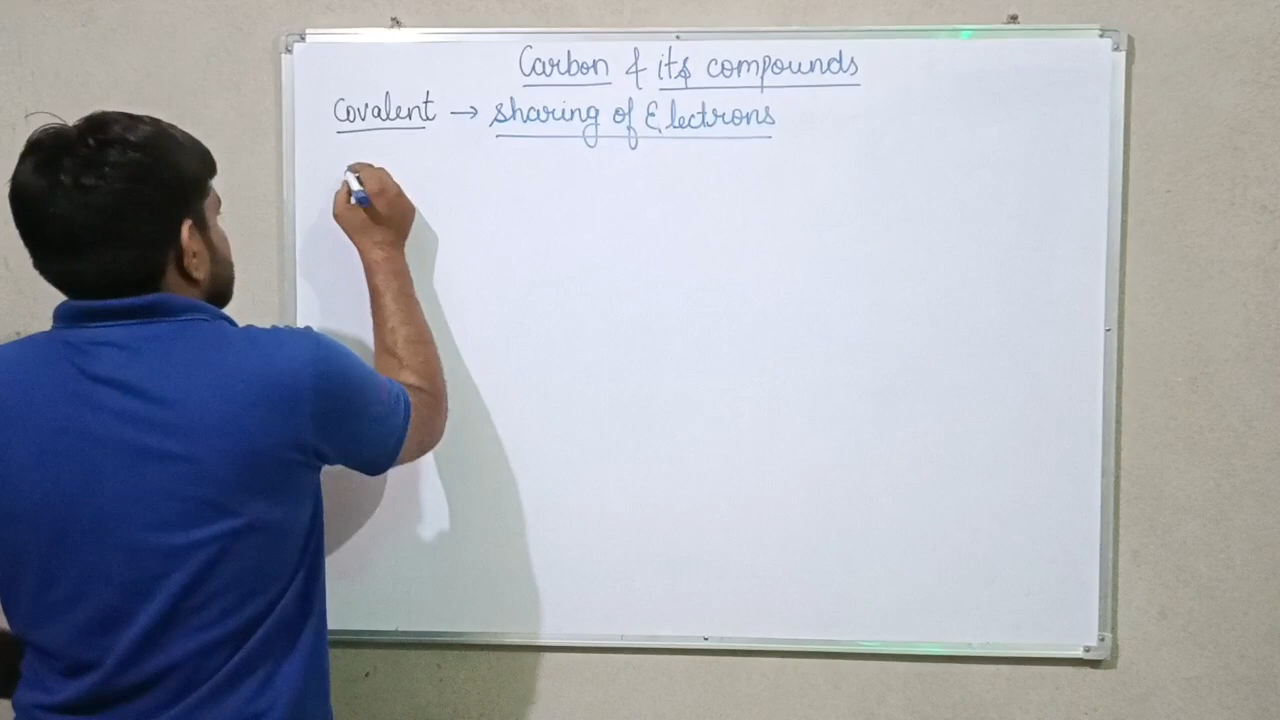 Carbon & its compounds
Covalent → sharing of Electrons